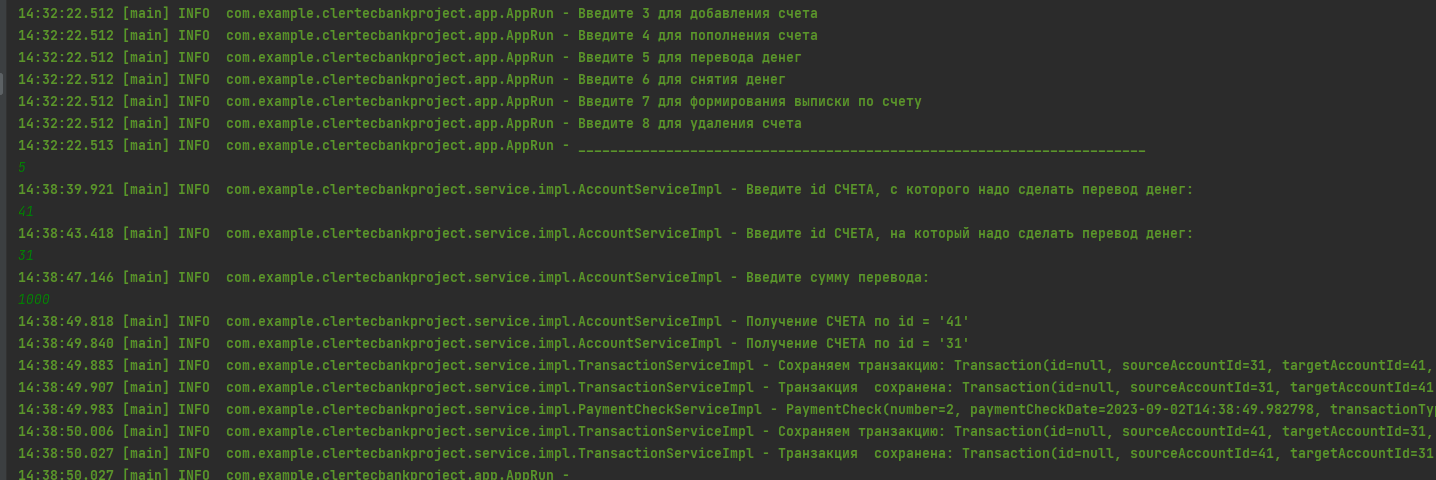 14:32:22.512 [main] INFO  com.example.clertecbankproject.app.AppRun - Введите 3 для добавления счета
14:32:22.512 [main] INFO  com.example.clertecbankproject.app.AppRun - Введите 4 для пополнения счета
14:32:22.512 [main] INFO  com.example.clertecbankproject.app.AppRun - Введите 5 для перевода денег
14:32:22.512 [main] INFO  com.example.clertecbankproject.app.AppRun - Введите 6 для снятия денег
14:32:22.512 [main] INFO  com.example.clertecbankproject.app.AppRun - Введите 7 для формирования выписки по счету
14:32:22.512 [main] INFO  com.example.clertecbankproject.app.AppRun - Введите 8 для удаления счета
14:32:22.513 [main] INFO  com.example.clertecbankproject.app.AppRun - _______________________________________________________________________
5
14:38:39.921 [main] INFO  com.example.clertecbankproject.service.impl.AccountServiceImpl - Введите id СЧЕТА, с которого надо сделать перевод денег:
41
14:38:43.418 [main] INFO  com.example.clertecbankproject.service.impl.AccountServiceImpl - Введите id СЧЕТА, на который надо сделать перевод денег:
31
14:38:47.146 [main] INFO  com.example.clertecbankproject.service.impl.AccountServiceImpl - Введите сумму перевода:
1000
14:38:49.818 [main] INFO  com.example.clertecbankproject.service.impl.AccountServiceImpl - Получение СЧЕТА по id = '41'
14:38:49.840 [main] INFO  com.example.clertecbankproject.service.impl.AccountServiceImpl - Получение СЧЕТА по id = '31'
14:38:49.883 [main] INFO  com.example.clertecbankproject.service.impl.TransactionServiceImpl - Сохраняем транзакцию: Transaction(id=null, sourceAccountId=31, targetAccountId=41,
14:38:49.907 [main] INFO  com.example.clertecbankproject.service.impl.TransactionServiceImpl - Транзакция  сохранена: Transaction(id=null, sourceAccountId=31, targetAccountId=41
14:38:49.983 [main] INFO  com.example.clertecbankproject.service.impl.PaymentCheckServiceImpl - PaymentCheck(number=2, paymentCheckDate=2023-09-02T14:38:49.982798, transactionTy
14:38:50.006 [main] INFO  com.example.clertecbankproject.service.impl.TransactionServiceImpl - Сохраняем транзакцию: Transaction(id=null, sourceAccountId=41, targetAccountId=31,
14:38:50.027 [main] INFO  com.example.clertecbankproject.service.impl.TransactionServiceImpl - Транзакция  сохранена: Transaction(id=null, sourceAccountId=41, targetAccountId=31
14:38:50.027 [main] INFO  com.example.clertecbankproject.app.AppRun -